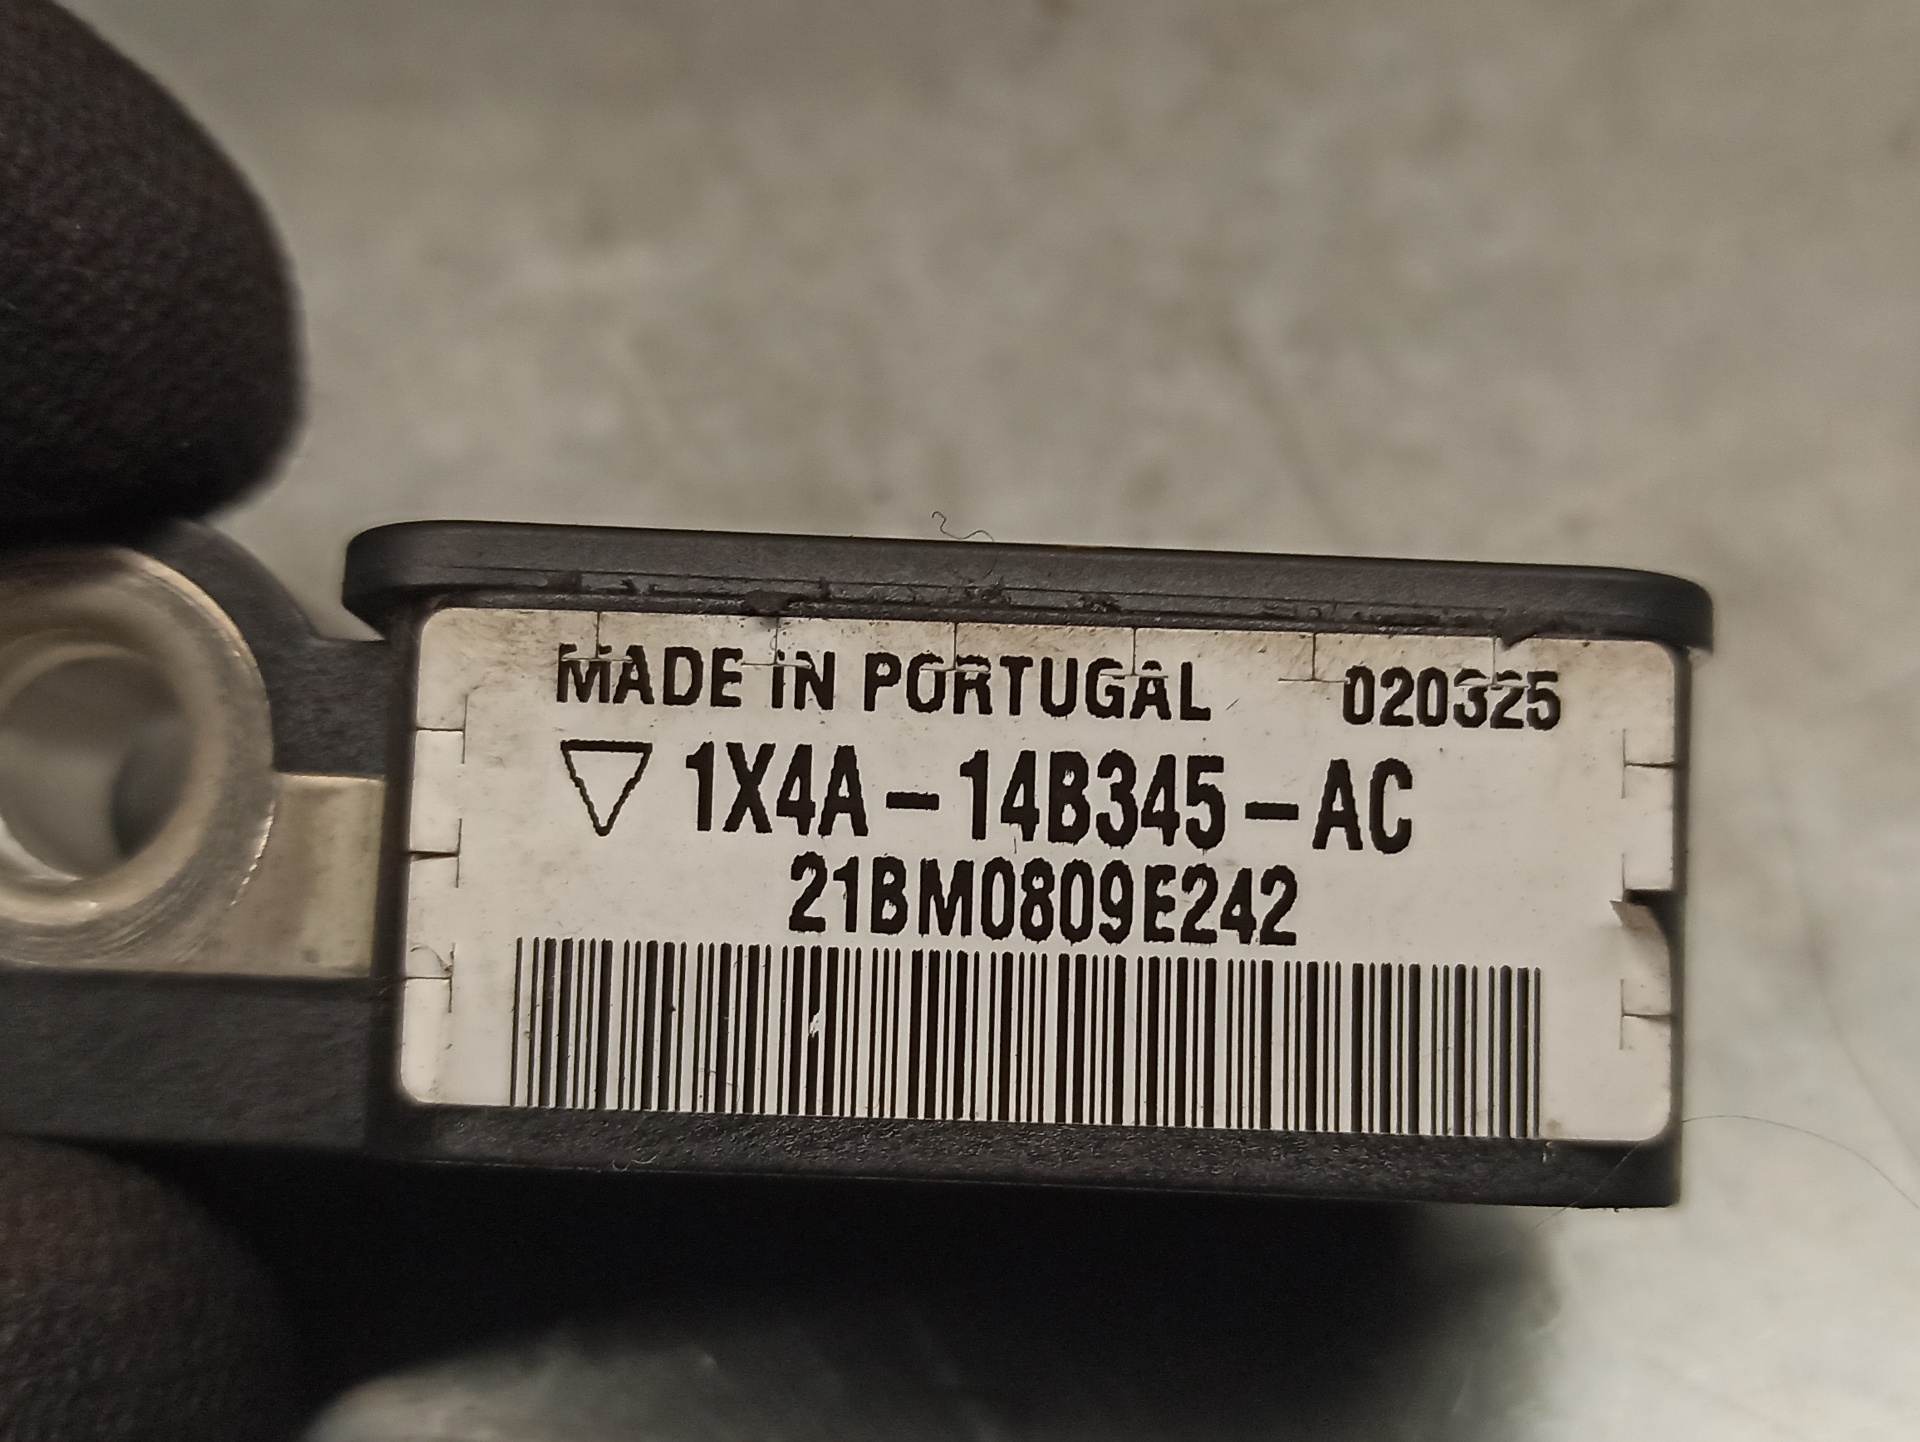 MADE IN PORTUGAL 020325
1X4A-14B345-AC
21BM0809E242